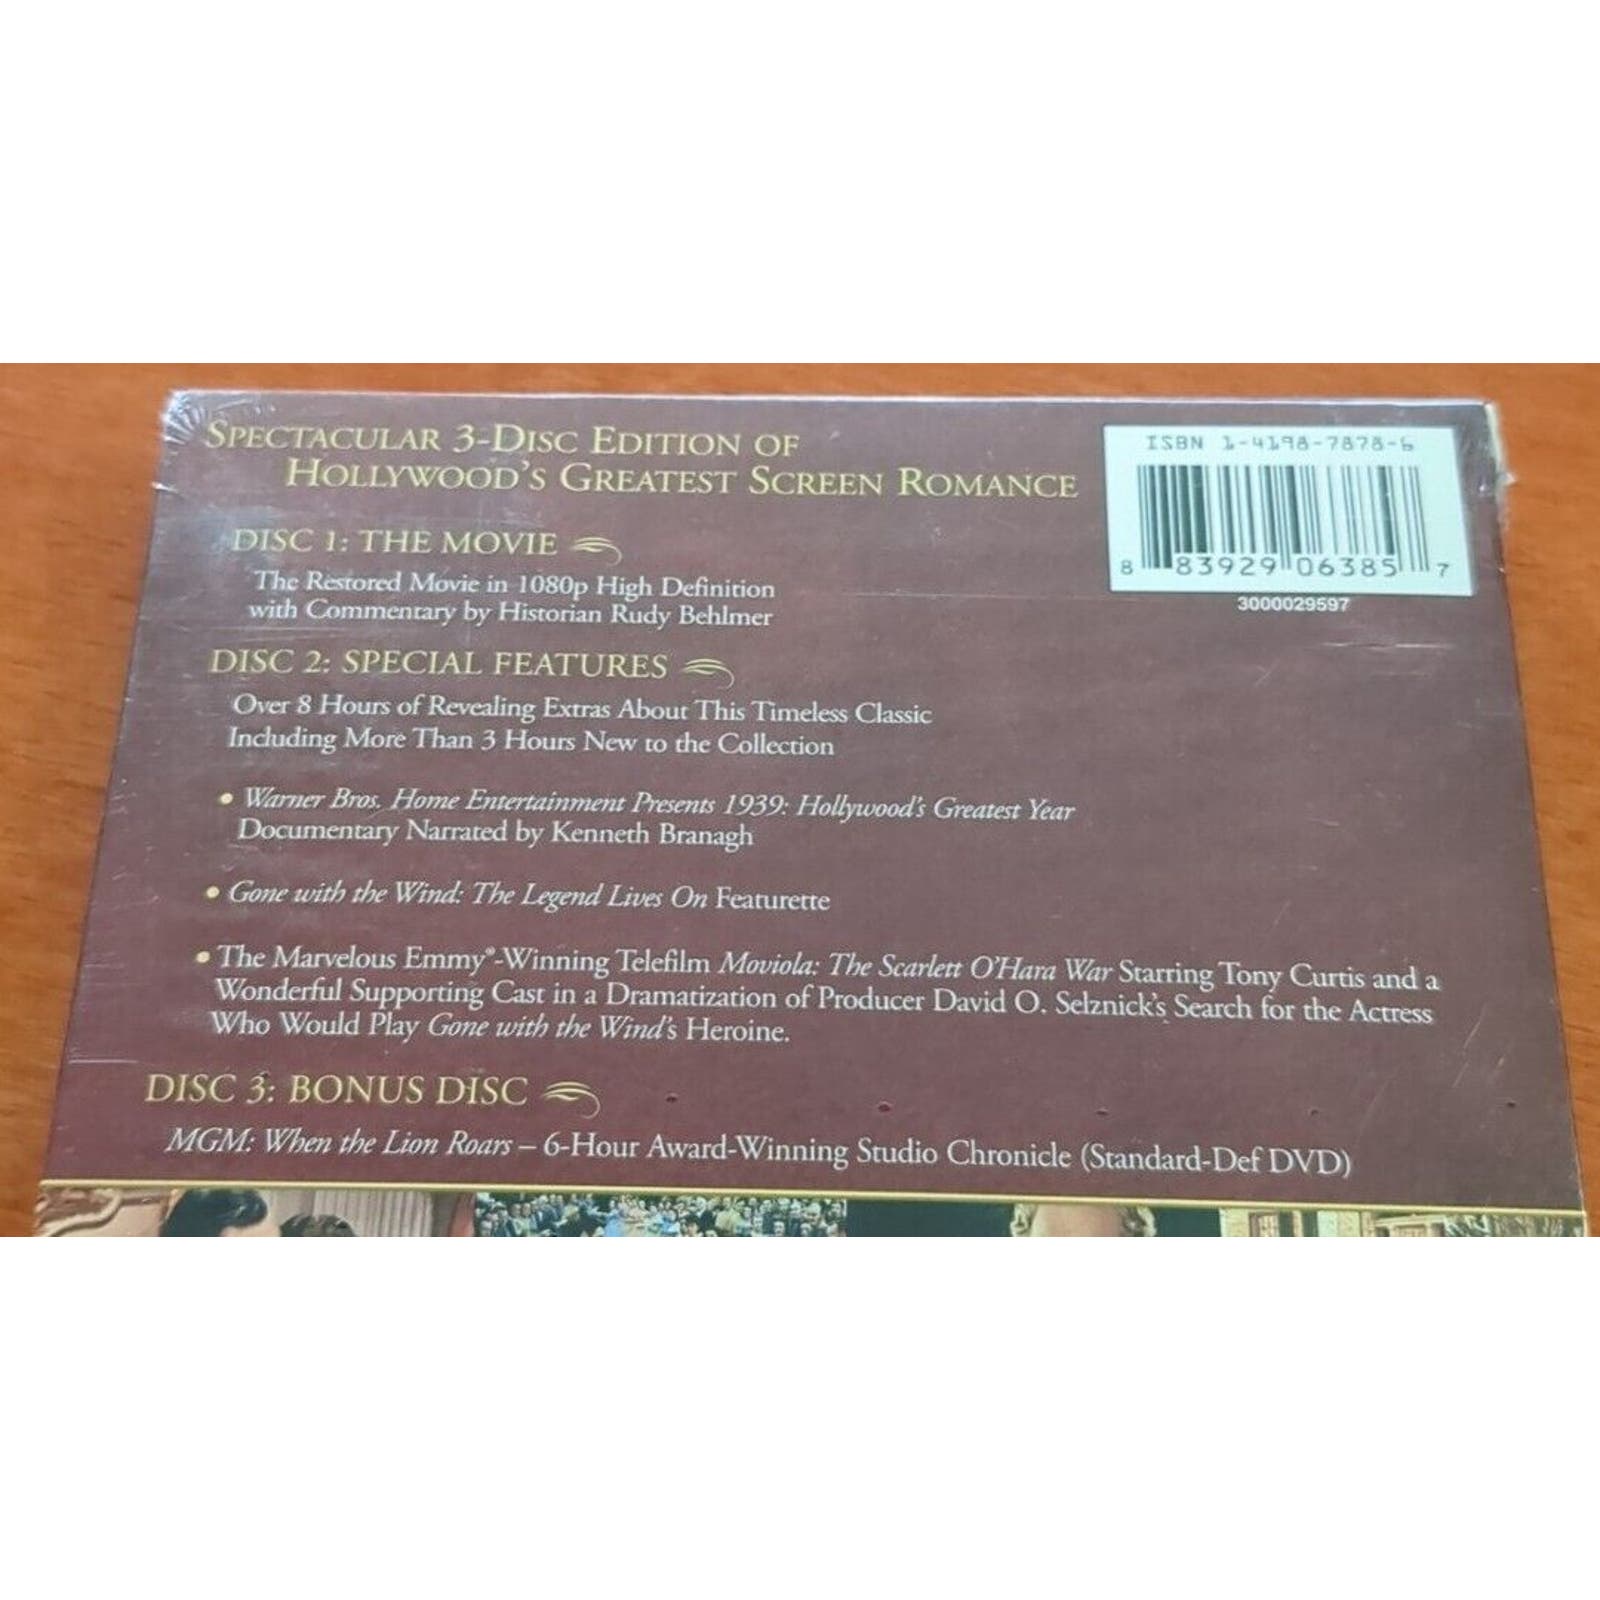 SPECTACULAR 3-DISC EDITION OF
HOLLYWOOD'S GREATEST SCREEN ROMANCE
ISBN 1-4198-7878-6
8 83929 06385 7
3000029597
DISC 1: THE MOVIE
The Restored Movie in 1080p High Definition
with Commentary by Historian Rudy Behlmer
DISC 2: SPECIAL FEATURES
Over 8 Hours of Revealing Extras About This Timeless Classic
Including More Than 3 Hours New to the Collection
• Warner Bros. Home Entertainment Presents 1939: Hollywood's Greatest Year
Documentary Narrated by Kenneth Branagh
• Gone with the Wind: The Legend Lives On Featurette
• The Marvelous Emmy®-Winning Telefilm Moviola: The Scarlett O'Hara War Starring Tony Curtis and a
Wonderful Supporting Cast in a Dramatization of Producer David O. Selznick's Search for the Actress
Who Would Play Gone with the Wind's Heroine.
DISC 3: BONUS DISC
MGM: When the Lion Roars – 6-Hour Award-Winning Studio Chronicle (Standard-Def DVD)